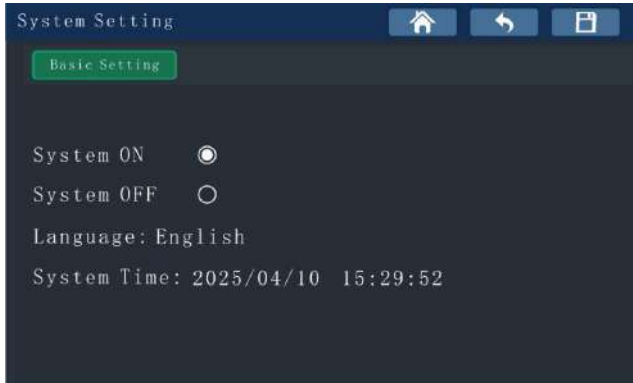 System Setting
Basic Setting
System ON
System OFF
Language: English
System Time: 2025/04/10 15:29:52